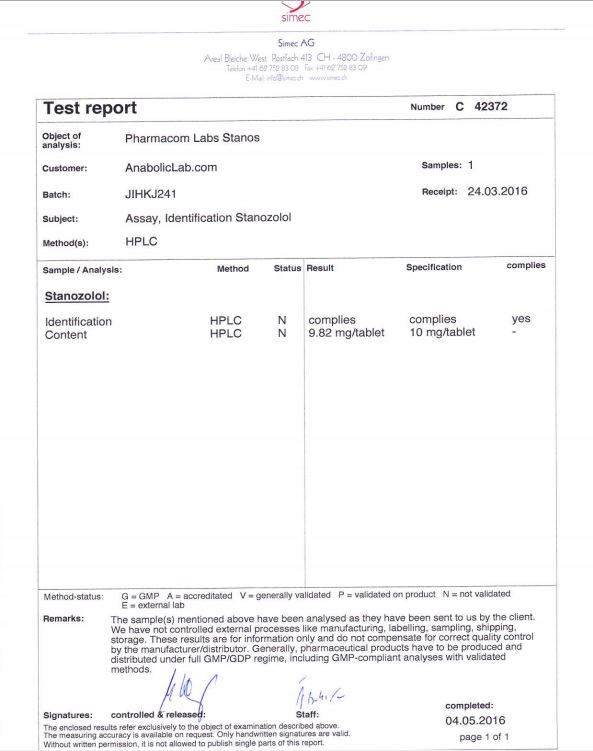 simec
Simec AG
Areal Bleiche West, Postfach 413 CH - 4800 Zofingen
Telefon +41 62 752 83 08 Fax +41 62 752 83 09
E-Mail: info@simec.ch www.simec.ch
Test report Number C 42372
Object of analysis: Pharmacom Labs Stanos
Customer: AnabolicLab.com Samples: 1
Batch: JIHKJ241 Receipt: 24.03.2016
Subject: Assay, Identification Stanozolol
Method(s): HPLC
Sample / Analysis: Method Status Result Specification complies
Stanozolol:
Identification HPLC N complies complies yes
Content HPLC N 9.82 mg/tablet 10 mg/tablet -
Method-status: G = GMP A = accreditated V = generally validated P = validated on product N = not validated
E = external lab
Remarks: The sample(s) mentioned above have been analysed as they have been sent to us by the client.
We have not controlled external processes like manufacturing, labelling, sampling, shipping,
storage. These results are for information only and do not compensate for correct quality control
by the manufacturer/distributor. Generally, pharmaceutical products have to be produced and
distributed under full GMP/GDP regime, including GMP-compliant analyses with validated
methods.
Signatures: controlled & released: Staff: completed:
04.05.2016
The enclosed results refer exclusively to the object of examination described above.
The measuring accuracy is available on request. Only handwritten signatures are valid.
Without written permission, it is not allowed to publish single parts of this report.
page 1 of 1